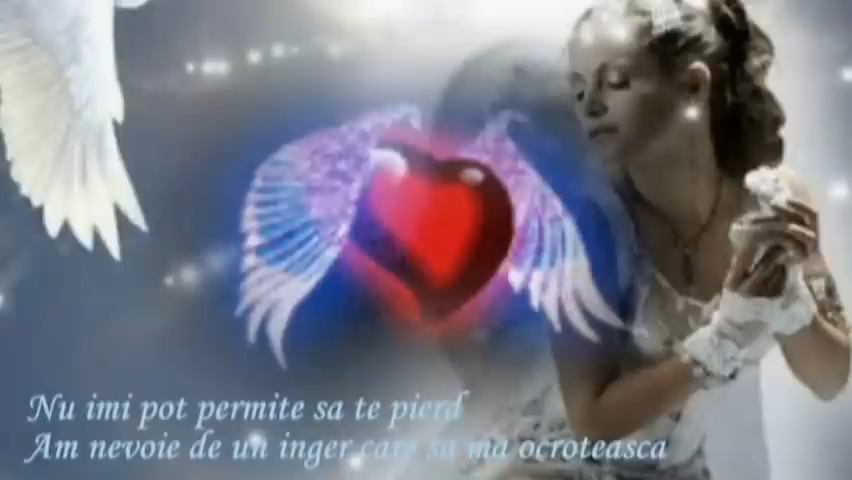 Nu imi pot permite sa te pierd
Am nevoie de un inger care sa ma ocroteasca